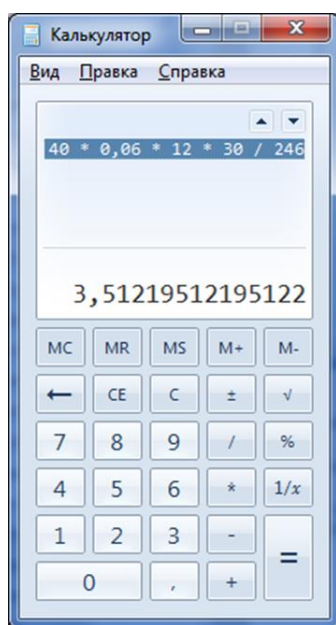 Калькулятор
Вид Правка Справка
40 * 0,06 * 12 * 30 / 246
3,51219512195122
MC MR MS M+ M-
← CE C ± √
7 8 9 / %
4 5 6 * 1/x
1 2 3 - =
0 , +